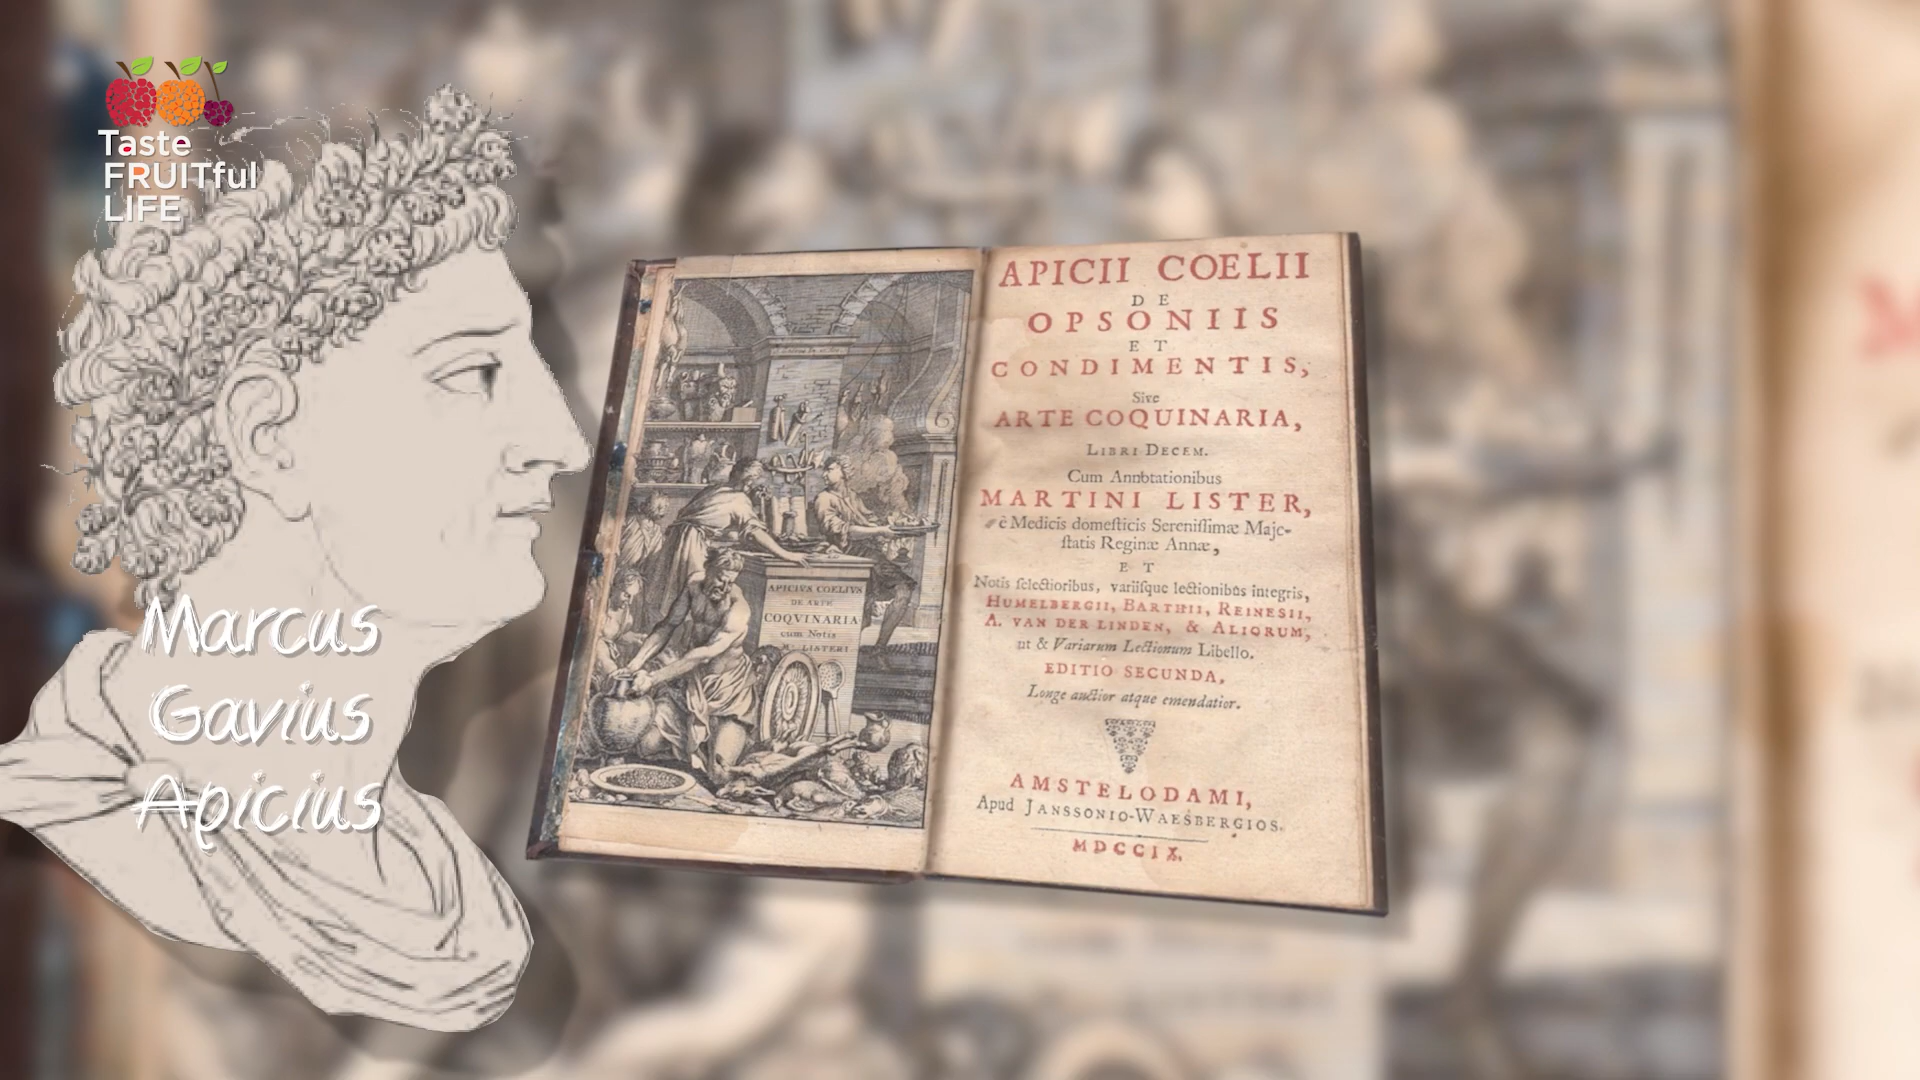 Taste
FRUITful
LIFE
Marcus
Gavius
Apicius
APICIUS COELIUS
DE ARTE
COQVINARIA
cum Notis
M. LISTERI
APICII COELII
DE
OPSONIIS
ET
CONDIMENTIS,
Sive
ARTE COQUINARIA,
LIBRI DECEM.
Cum Annotationibus
MARTINI LISTER,
è Medicis domesticis Serenissimæ Maje-
statis Reginæ Annæ,
ET
Notis selectioribus, variisque lectionibus integris,
HUMELBERGII, BARTHII, REINESII,
A. VAN DER LINDEN, & ALIORUM,
ut & Variarum Lectionum Libello.
EDITIO SECUNDA,
Longe auctior atque emendatior.
AMSTELODAMI,
Apud JANSSONIO-WAESBERGIOS.
MDCCIX.